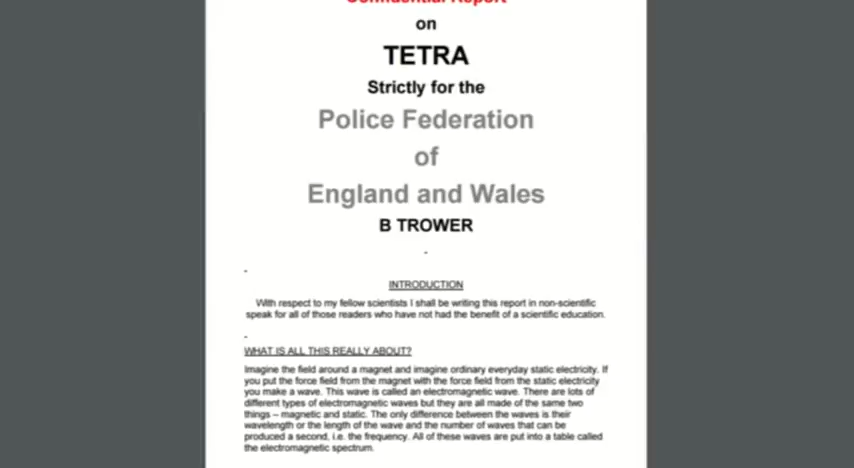 Confidential Report
on
TETRA
Strictly for the
Police Federation
of
England and Wales
B TROWER
-
-
INTRODUCTION
With respect to my fellow scientists I shall be writing this report in non-scientific
speak for all of those readers who have not had the benefit of a scientific education.
-
WHAT IS ALL THIS REALLY ABOUT?
Imagine the field around a magnet and imagine ordinary everyday static electricity. If
you put the force field from the magnet with the force field from the static electricity
you make a wave. This wave is called an electromagnetic wave. There are lots of
different types of electromagnetic waves but they are all made of the same two
things – magnetic and static. The only difference between the waves is their
wavelength or the length of the wave and the number of waves that can be
produced a second, i.e. the frequency. All of these waves are put into a table called
the electromagnetic spectrum.